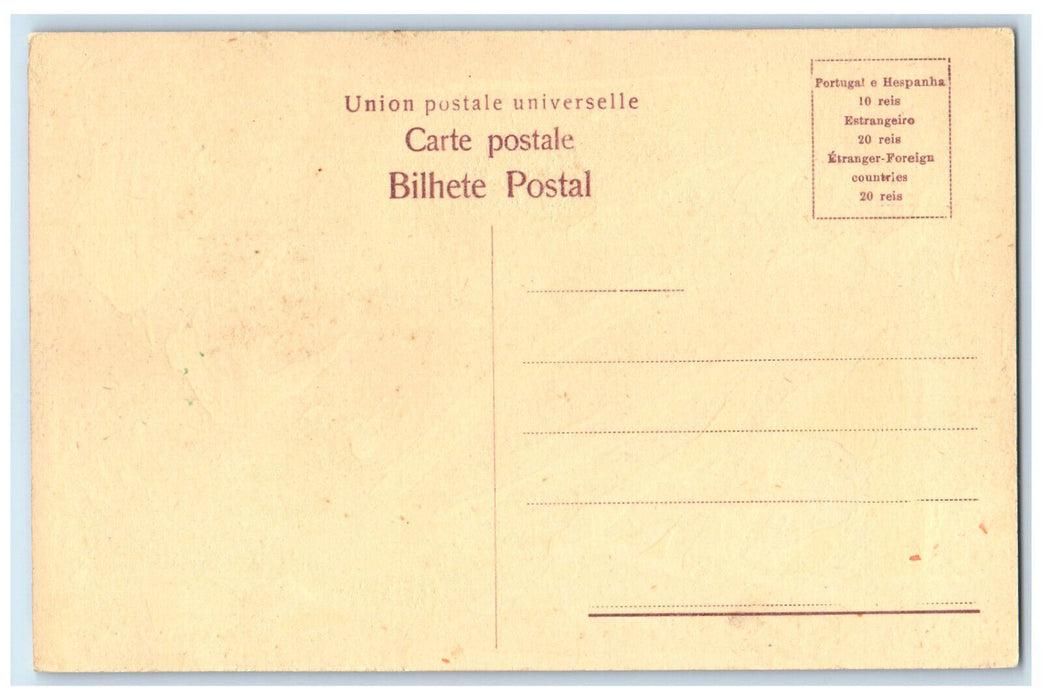 Union postale universelle
Carte postale
Bilhete Postal
Portugal e Hespanha
10 reis
Estrangeiro
20 reis
Étranger-Foreign
countries
20 reis